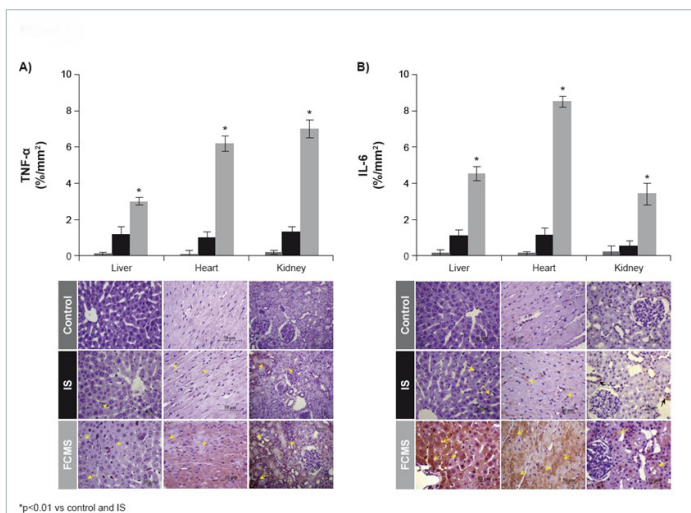 A)
10
8
6
4
2
0
TNF-α
(%/mm²)
*
*
*
Liver Heart Kidney
Control
IS
FCMS
B)
10
8
6
4
2
0
IL-6
(%/mm²)
*
*
*
Liver Heart Kidney
Control
IS
FCMS
*p<0.01 vs control and IS